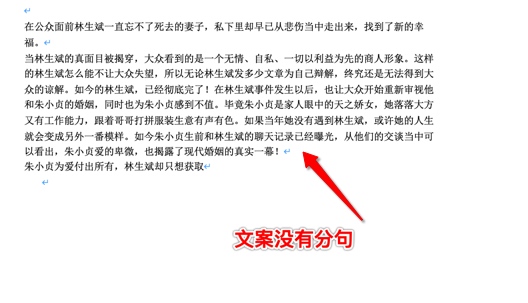 在公众面前林生斌一直忘不了死去的妻子，私下里却早已从悲伤当中走出来，找到了新的幸
福。
当林生斌的真面目被揭穿，大众看到的是一个无情、自私、一切以利益为先的商人形象。这样
的林生斌怎么能不让大众失望，所以无论林生斌发多少文章为自己辩解，终究还是无法得到大
众的谅解。如今的林生斌，已经彻底完了！在林生斌事件发生以后，也让大众开始重新审视他
和朱小贞的婚姻，同时也为朱小贞感到不值。毕竟朱小贞是家人眼中的天之娇女，她落落大方
又有工作能力，跟着哥哥打拼服装生意有声有色。如果当年她没有遇到林生斌，或许她的人生
就会变成另外一番模样。如今朱小贞生前和林生斌的聊天记录已经曝光，从他们的交谈当中可
以看出，朱小贞爱的卑微，也揭露了现代婚姻的真实一幕！
朱小贞为爱付出所有，林生斌却只想获取
文案没有分句